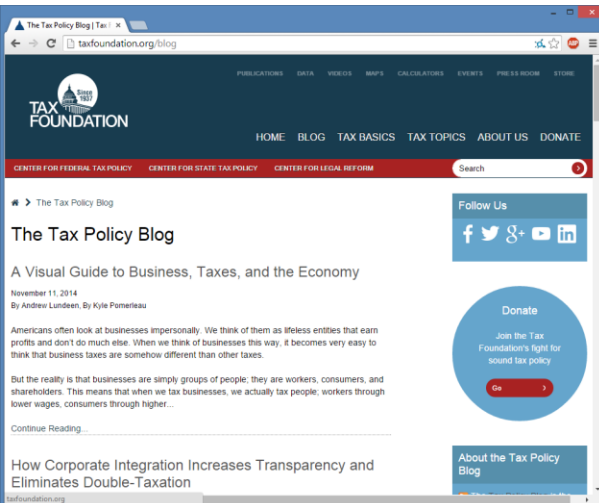 The Tax Policy Blog | Tax F
taxfoundation.org/blog
ABP
PUBLICATIONS DATA VIDEOS MAPS CALCULATORS EVENTS PRESS ROOM STORE
Since 1937
TAX
FOUNDATION
HOME BLOG TAX BASICS TAX TOPICS ABOUT US DONATE
CENTER FOR FEDERAL TAX POLICY CENTER FOR STATE TAX POLICY CENTER FOR LEGAL REFORM Search
The Tax Policy Blog
Follow Us
The Tax Policy Blog
A Visual Guide to Business, Taxes, and the Economy
November 11, 2014
By Andrew Lundeen, By Kyle Pomerleau
Americans often look at businesses impersonally. We think of them as lifeless entities that earn
profits and don't do much else. When we think of businesses this way, it becomes very easy to
think that business taxes are somehow different than other taxes.
But the reality is that businesses are simply groups of people; they are workers, consumers, and
shareholders. This means that when we tax businesses, we actually tax people; workers through
lower wages, consumers through higher...
Continue Reading...
Donate
Join the Tax
Foundation's fight for
sound tax policy
Go
How Corporate Integration Increases Transparency and
Eliminates Double-Taxation
About the Tax Policy
Blog
taxfoundation.org